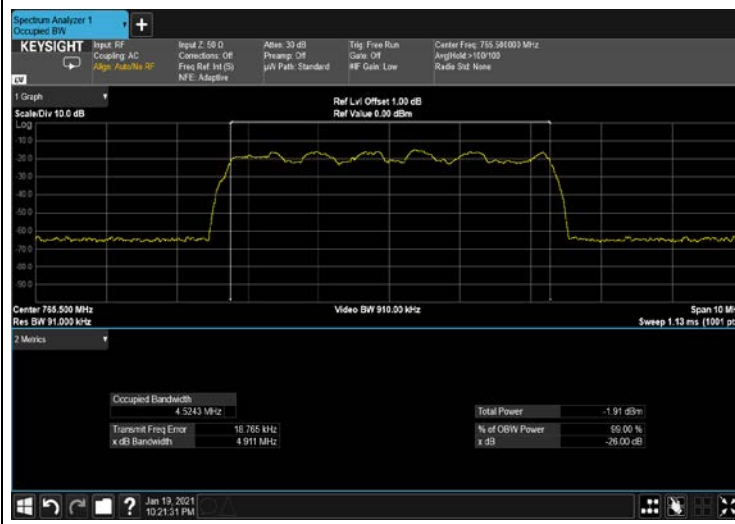 Spectrum Analyzer 1
Occupied BW
+
KEYSIGHT
Input: RF
Coupling: AC
Align: Auto/No RF
Input Z: 50 Ω
Corrections: Off
Freq Ref: Int (S)
NFE: Adaptive
Atten: 30 dB
Preamp: Off
µW Path: Standard
Trig: Free Run
Gate: Off
#IF Gain: Low
Center Freq: 765.500000 MHz
Avg|Hold:>100/100
Radio Std: None
1 Graph
Scale/Div 10.0 dB
Ref Lvl Offset 1.00 dB
Ref Value 0.00 dBm
Log
-10.0
-20.0
-30.0
-40.0
-50.0
-60.0
-70.0
-80.0
-90.0
Center 765.500 MHz
Res BW 91.000 kHz
Video BW 910.00 kHz
Span 10 M
Sweep 1.13 ms (1001 pt
2 Metrics
Occupied Bandwidth
4.5243 MHz
Transmit Freq Error 18.765 kHz
x dB Bandwidth 4.911 MHz
Total Power -1.91 dBm
% of OBW Power 99.00 %
x dB -26.00 dB
?
Jan 19, 2021
10:21:31 PM